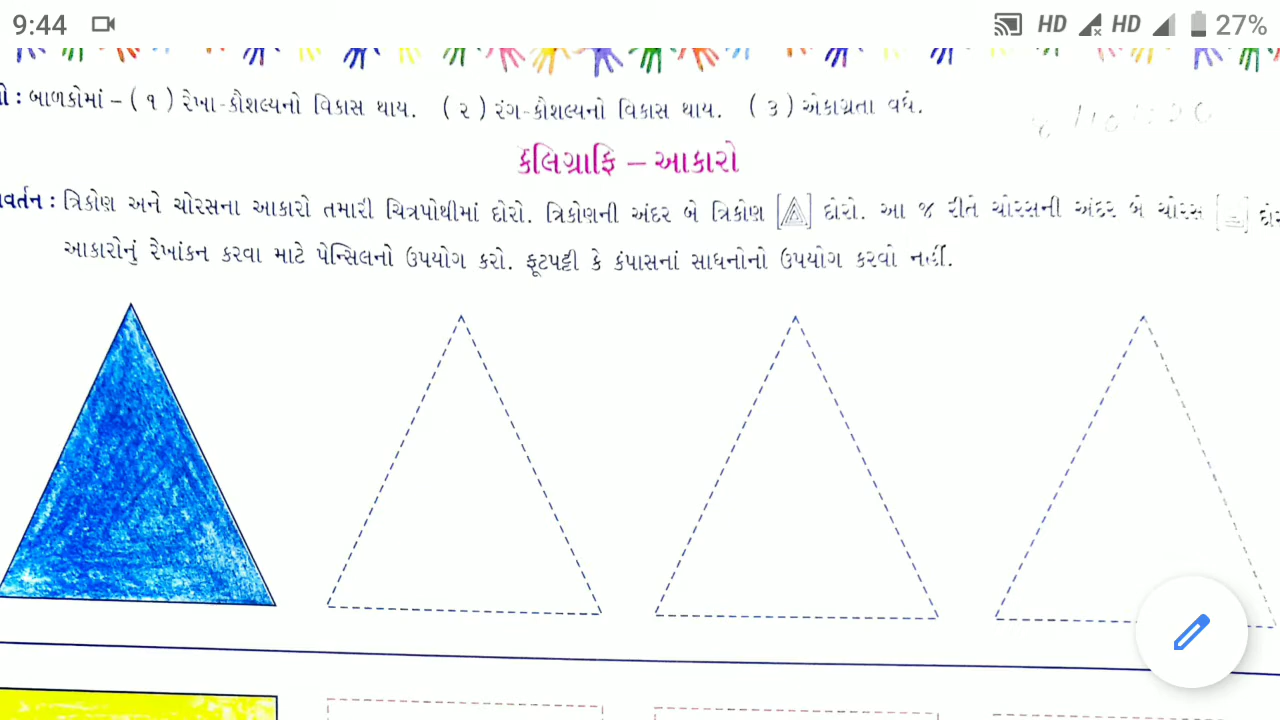 9:44 HD HD 27%
: બાળકોમાં – ( ૧ ) રેખા-કૌશલ્યનો વિકાસ થાય. ( ૨ ) રંગ-કૌશલ્યનો વિકાસ થાય. ( ૩ ) એકાગ્રતા વધે.
કૅલિગ્રાફિ – આકારો
વર્તન : ત્રિકોણ અને ચોરસના આકારો તમારી ચિત્રપોથીમાં દોરો. ત્રિકોણની અંદર બે ત્રિકોણ [ ] દોરો. આ જ રીતે ચોરસની અંદર બે ચોરસ [ ]
આકારોનું રેખાંકન કરવા માટે પેન્સિલનો ઉપયોગ કરો. ફૂટપટ્ટી કે કંપાસનાં સાધનોનો ઉપયોગ કરવો નહીં.